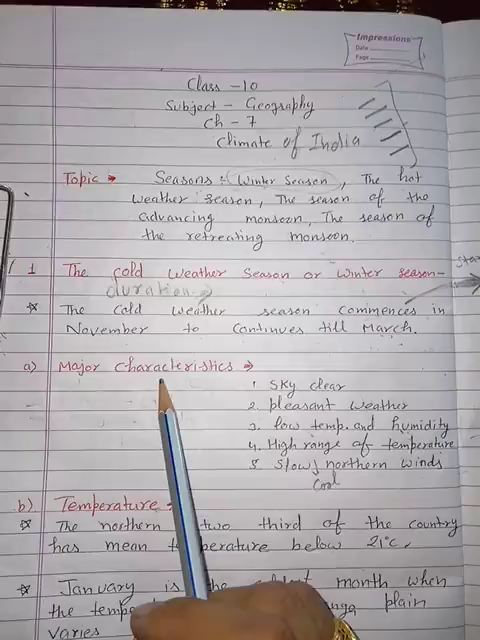 Impressions
Date
Page
Class - 10
Subject - Geography
Ch - 7
Climate of India
Topic → Seasons :- Winter Season, The hot
weather season, The season of the
advancing monsoon, The season of
the retreating monsoon.
1 The cold weather Season or Winter season -
duration →
☆ The cold weather season commences in
November to continues till March.
a) Major Characteristics →
1. Sky clear
2. pleasant weather
3. low temp. and humidity
4. High range of temperature
5 Slow, northern winds
Cool
b) Temperature →
☆ The northern two third of the country
has mean below 21°c.
☆ January is month when
the plain
varies